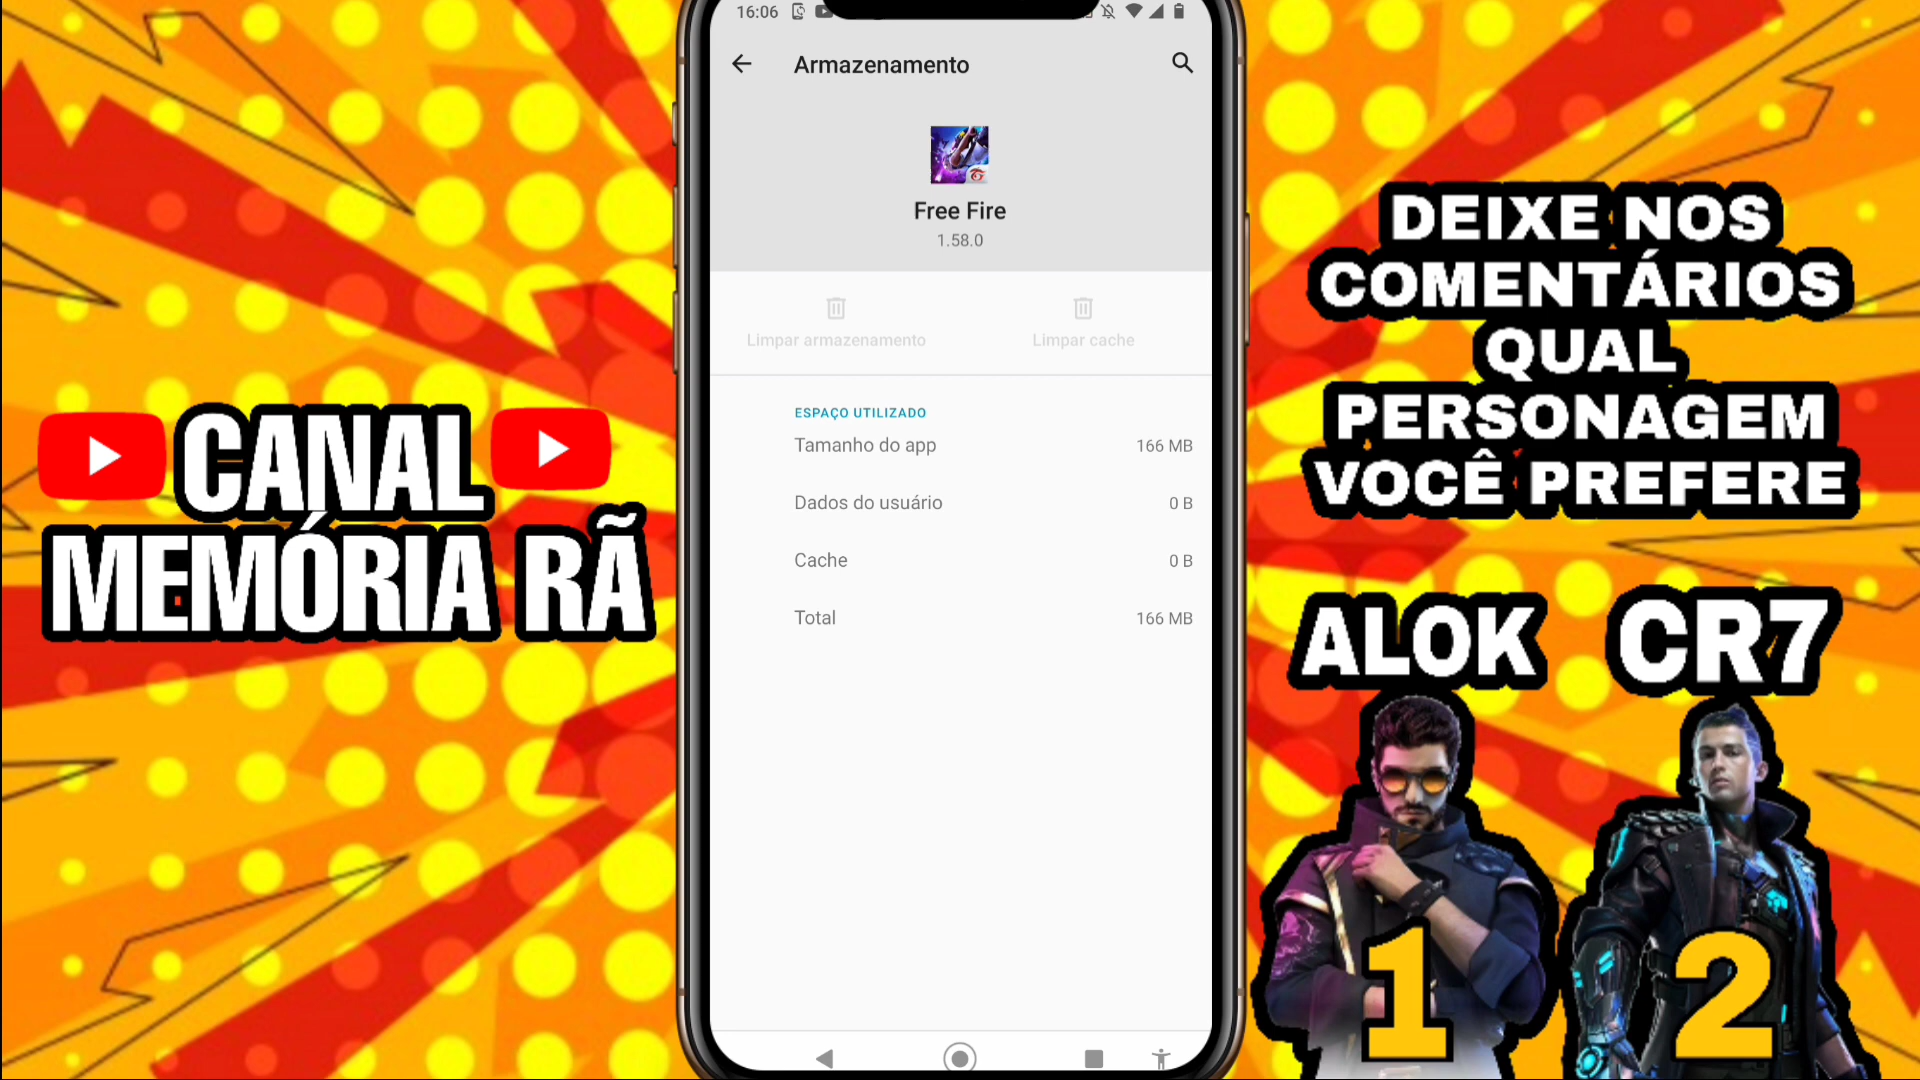 16:06
Armazenamento
Free Fire
1.58.0
Limpar armazenamento
Limpar cache
ESPAÇO UTILIZADO
Tamanho do app
166 MB
Dados do usuário
0 B
Cache
0 B
Total
166 MB
CANAL
MEMÓRIA RÃ
DEIXE NOS
COMENTÁRIOS
QUAL
PERSONAGEM
VOCÊ PREFERE
ALOK
CR7
1
2